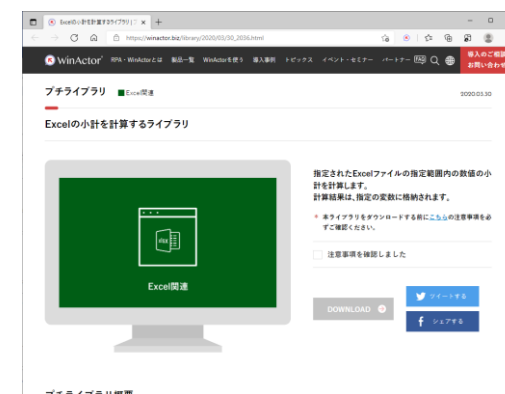 Excelの小計を計算するライブラリ | プ
https://winactor.biz/library/2020/03/30_2036.html
WinActor
RPA・WinActorとは 製品一覧 WinActorを使う 導入事例 トピックス イベント・セミナー パートナー FAQ
導入のご相談
お問い合わせ
プチライブラリ Excel関連 2020.03.30
Excelの小計を計算するライブラリ
指定されたExcelファイルの指定範囲内の数値の小
計を計算します。
計算結果は、指定の変数に格納されます。
* 本ライブラリをダウンロードする前にこちらの注意事項を必
ずご確認ください。
注意事項を確認しました
Excel関連
DOWNLOAD
ツイートする
シェアする
プチライブラリ概要